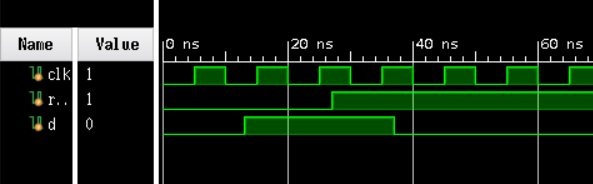 Name Value 0 ns 20 ns 40 ns 60 ns
clk 1
r.. 1
d 0